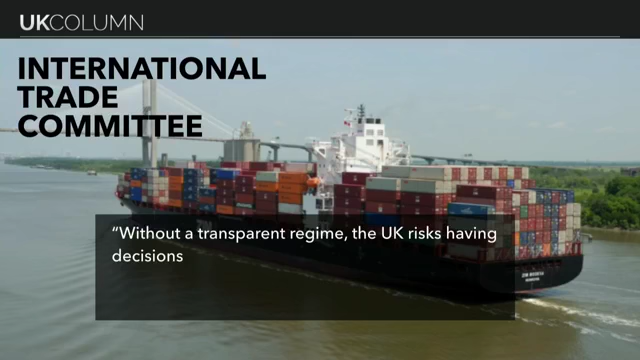 UKCOLUMN
INTERNATIONAL
TRADE
COMMITTEE
“Without a transparent regime, the UK risks having
decisions